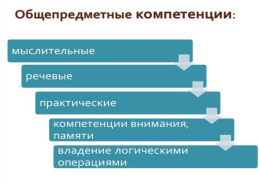 Общепредметные компетенции:
мыслительные
речевые
практические
компетенции внимания,
памяти
владение логическими
операциями